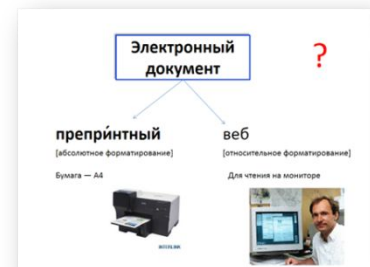 Электронный
документ
?
препри́нтный
веб
[абсолютное форматирование]
[относительное форматирование]
Бумага — А4
Для чтения на мониторе